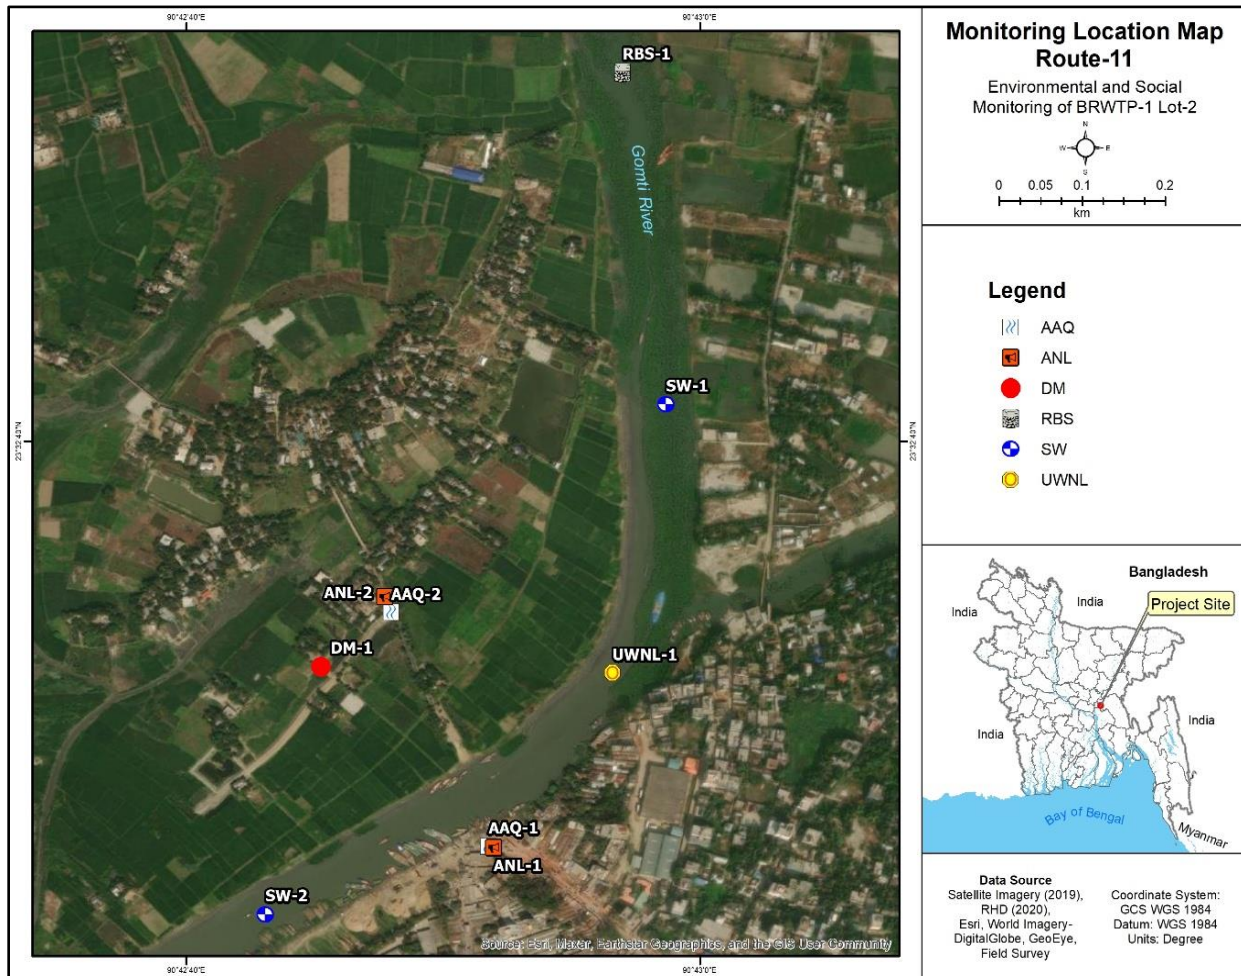 90°42'40"E
90°43'0"E
RBS-1
Gomti River
SW-1
23°32'43"N
23°32'43"N
ANL-2
AAQ-2
DM-1
UWNL-1
AAQ-1
ANL-1
SW-2
Source: Esri, Maxar, Earthstar Geographics, and the GIS User Community
90°42'40"E
90°43'0"E
Monitoring Location Map
Route-11
Environmental and Social
Monitoring of BRWTP-1 Lot-2
N
W
E
S
0 0.05 0.1 0.2
km
Legend
AAQ
ANL
DM
RBS
SW
UWNL
Bangladesh
India
India
Project Site
India
India
Bay of Bengal
Myanmar
Data Source
Satellite Imagery (2019),
RHD (2020),
Esri, World Imagery-
DigitalGlobe, GeoEye,
Field Survey
Coordinate System:
GCS WGS 1984
Datum: WGS 1984
Units: Degree